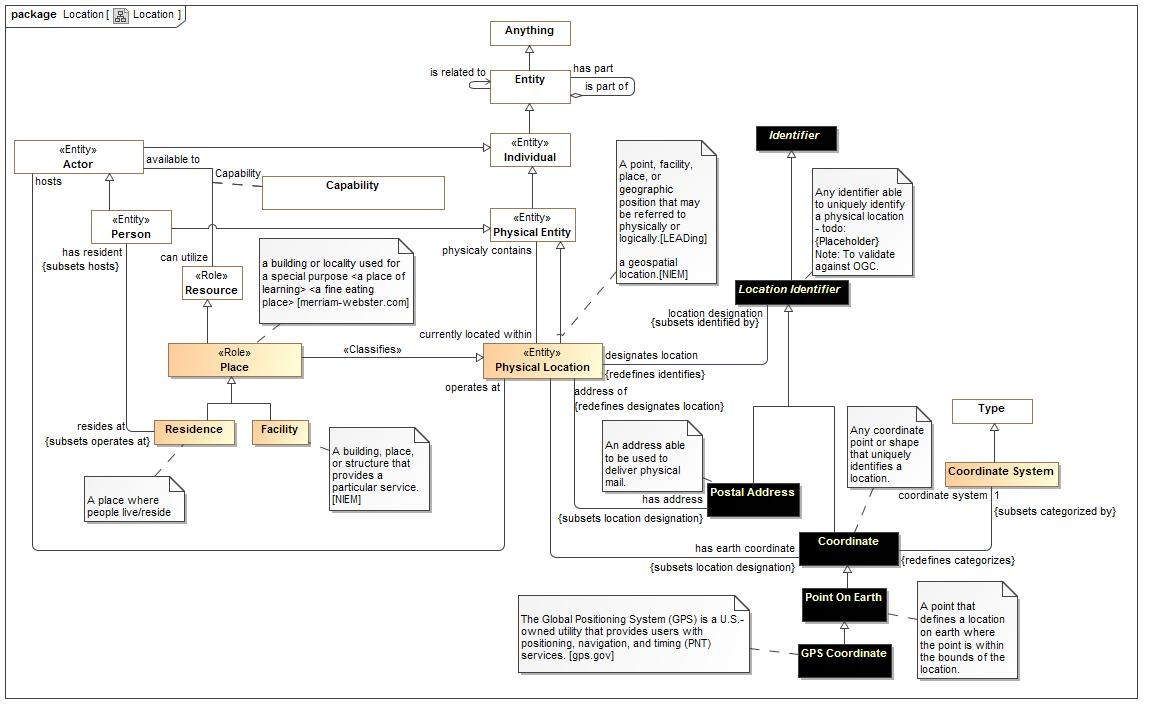 package Location [ Location ]
Anything
is related to
Entity
has part
is part of
«Entity»
Actor
«Entity»
Individual
Identifier
available to
hosts
Capability
Capability
A point, facility,
place, or
geographic
position that may
be referred to
physically or
logically.[LEADing]
a geospatial
location.[NIEM]
Any identifier able
to uniquely identify
a physical location
- todo:
{Placeholder}
Note: To validate
against OGC.
«Entity»
Person
«Entity»
Physical Entity
has resident
{subsets hosts}
can utilize
physicaly contains
«Role»
Resource
a building or locality used for
a special purpose <a place of
learning> <a fine eating
place> [merriam-webster.com]
Location Identifier
location designation
{subsets identified by}
currently located within
«Role»
Place
«Classifies»
«Entity»
Physical Location
designates location
{redefines identifies}
operates at
address of
{redefines designates location}
resides at
{subsets operates at}
Residence
Facility
A place where
people live/reside
A building, place,
or structure that
provides a
particular service.
[NIEM]
An address able
to be used to
deliver physical
mail.
Any coordinate
point or shape
that uniquely
identifies a
location.
Type
Coordinate System
coordinate system
1
{subsets categorized by}
has address
{subsets location designation}
Postal Address
has earth coordinate
{subsets location designation}
Coordinate
{redefines categorizes}
Point On Earth
GPS Coordinate
The Global Positioning System (GPS) is a U.S.-
owned utility that provides users with
positioning, navigation, and timing (PNT)
services. [gps.gov]
A point that
defines a location
on earth where
the point is within
the bounds of the
location.